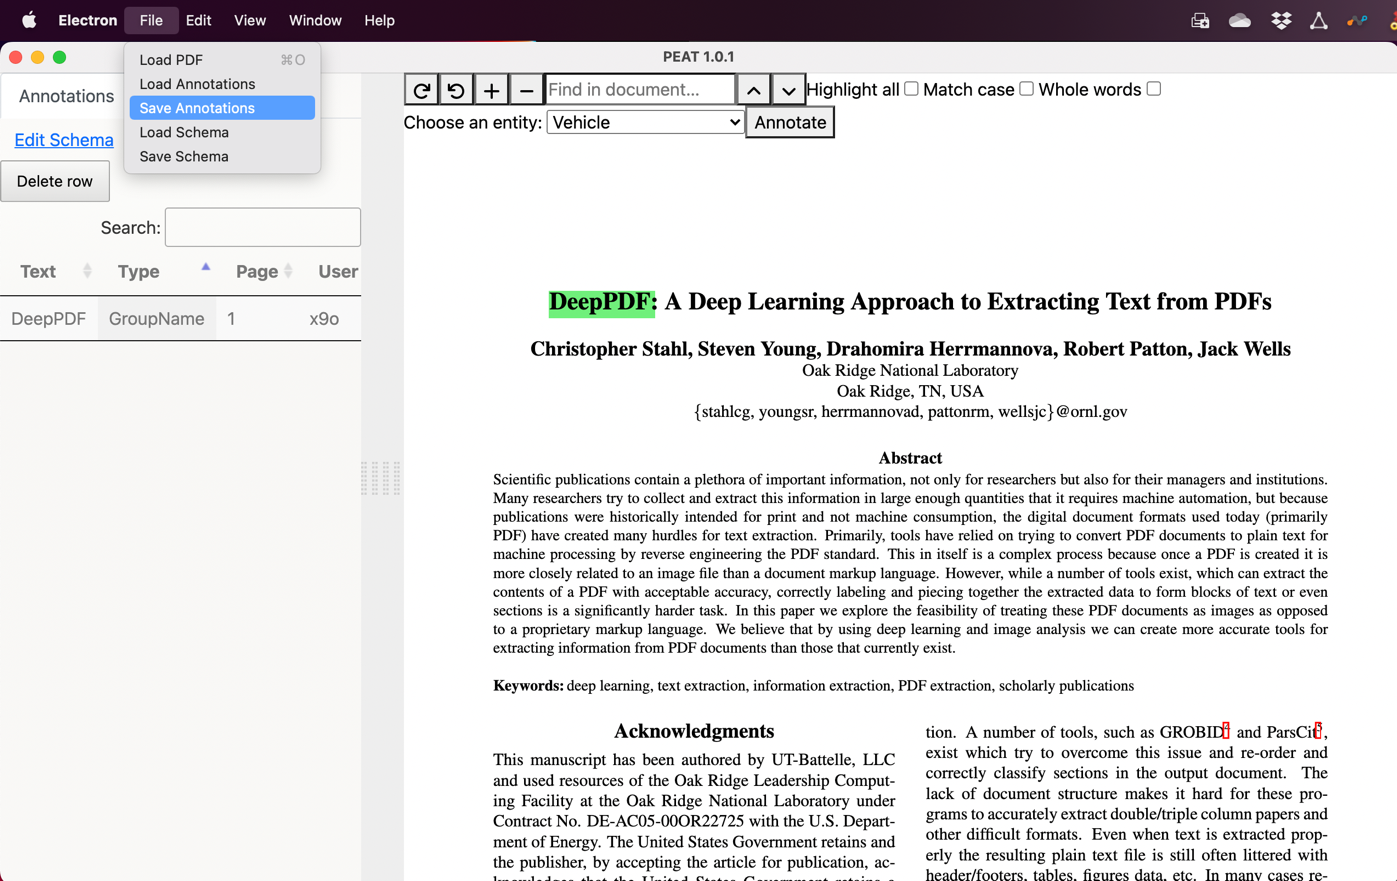 Electron File Edit View Window Help
PEAT 1.0.1
Load PDF ⌘O
Load Annotations
Save Annotations
Load Schema
Save Schema
Annotations
Edit Schema
Delete row
Search:
Text Type Page User
DeepPDF GroupName 1 x9o
Find in document... Highlight all Match case Whole words
Choose an entity: Vehicle Annotate
DeepPDF: A Deep Learning Approach to Extracting Text from PDFs
Christopher Stahl, Steven Young, Drahomira Herrmannova, Robert Patton, Jack Wells
Oak Ridge National Laboratory
Oak Ridge, TN, USA
{stahlcg, youngsr, herrmannovad, pattonrm, wellsjc}@ornl.gov
Abstract
Scientific publications contain a plethora of important information, not only for researchers but also for their managers and institutions.
Many researchers try to collect and extract this information in large enough quantities that it requires machine automation, but because
publications were historically intended for print and not machine consumption, the digital document formats used today (primarily
PDF) have created many hurdles for text extraction. Primarily, tools have relied on trying to convert PDF documents to plain text for
machine processing by reverse engineering the PDF standard. This in itself is a complex process because once a PDF is created it is
more closely related to an image file than a document markup language. However, while a number of tools exist, which can extract the
contents of a PDF with acceptable accuracy, correctly labeling and piecing together the extracted data to form blocks of text or even
sections is a significantly harder task. In this paper we explore the feasibility of treating these PDF documents as images as opposed
to a proprietary markup language. We believe that by using deep learning and image analysis we can create more accurate tools for
extracting information from PDF documents than those that currently exist.
Keywords: deep learning, text extraction, information extraction, PDF extraction, scholarly publications
Acknowledgments
This manuscript has been authored by UT-Battelle, LLC
and used resources of the Oak Ridge Leadership Comput-
ing Facility at the Oak Ridge National Laboratory under
Contract No. DE-AC05-00OR22725 with the U.S. Depart-
ment of Energy. The United States Government retains and
the publisher, by accepting the article for publication, ac-
knowledges that the United States Government retains a
tion. A number of tools, such as GROBID and ParsCit,
exist which try to overcome this issue and re-order and
correctly classify sections in the output document. The
lack of document structure makes it hard for these pro-
grams to accurately extract double/triple column papers and
other difficult formats. Even when text is extracted prop-
erly the resulting plain text file is still often littered with
header/footers, tables, figures data, etc. In many cases re-